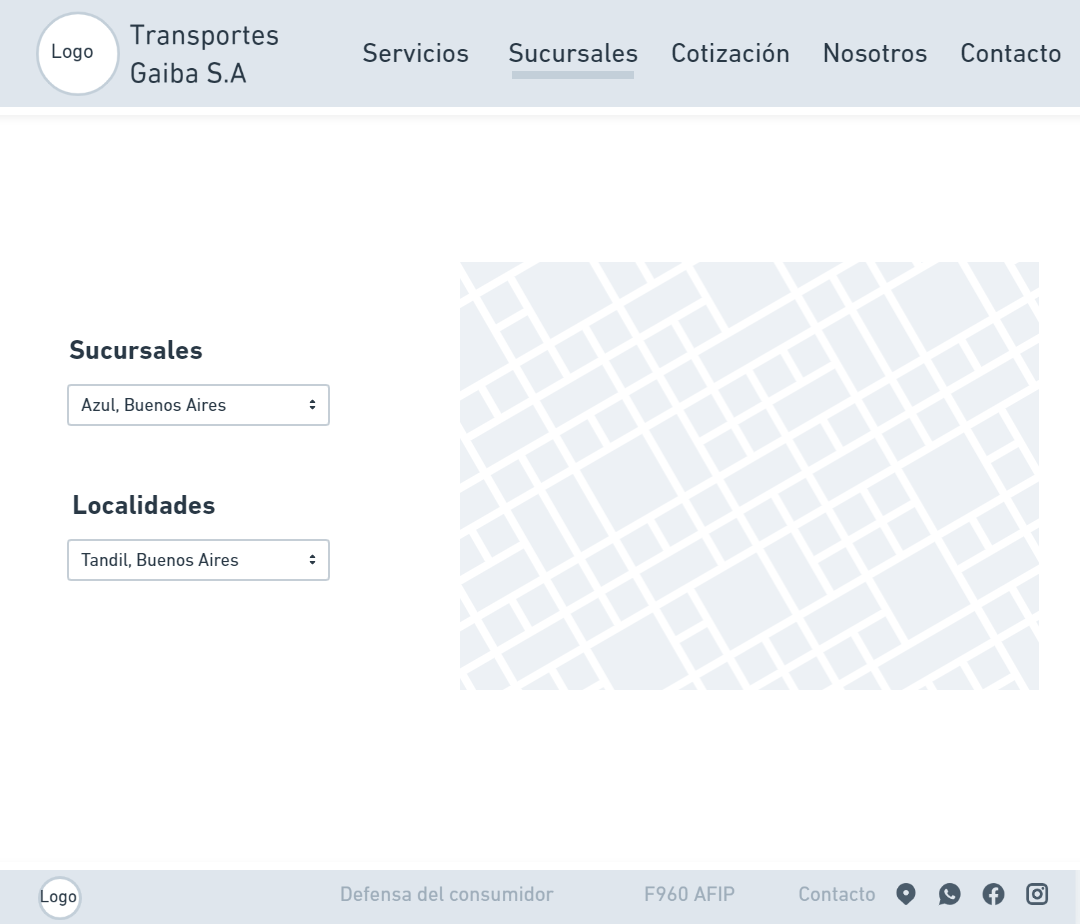 Logo
Transportes
Gaiba S.A
Servicios Sucursales Cotización Nosotros Contacto
Sucursales
Azul, Buenos Aires
Localidades
Tandil, Buenos Aires
Logo
Defensa del consumidor F960 AFIP Contacto